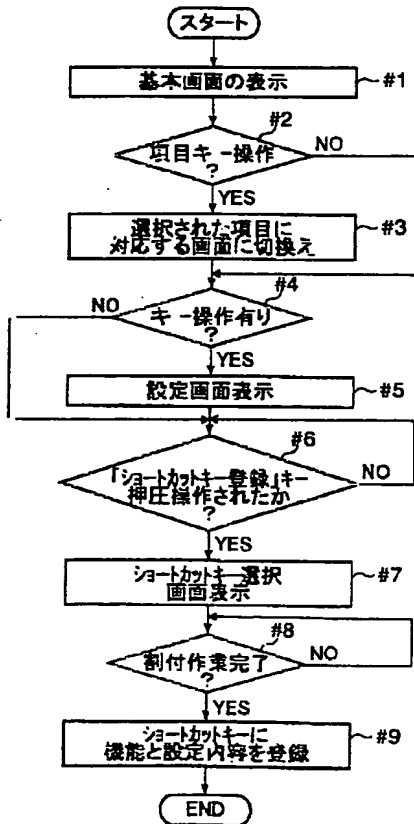 スタート
基本画面の表示
#1
#2
項目キー操作
?
NO
YES
選択された項目に
対応する画面に切換え
#3
#4
NO
キー操作有り
?
YES
設定画面表示
#5
#6
「ショートカットキー登録」キー
押圧操作されたか
?
NO
YES
ショートカットキー選択
画面表示
#7
#8
割付作業完了
?
NO
YES
ショートカットキーに
機能と設定内容を登録
#9
END